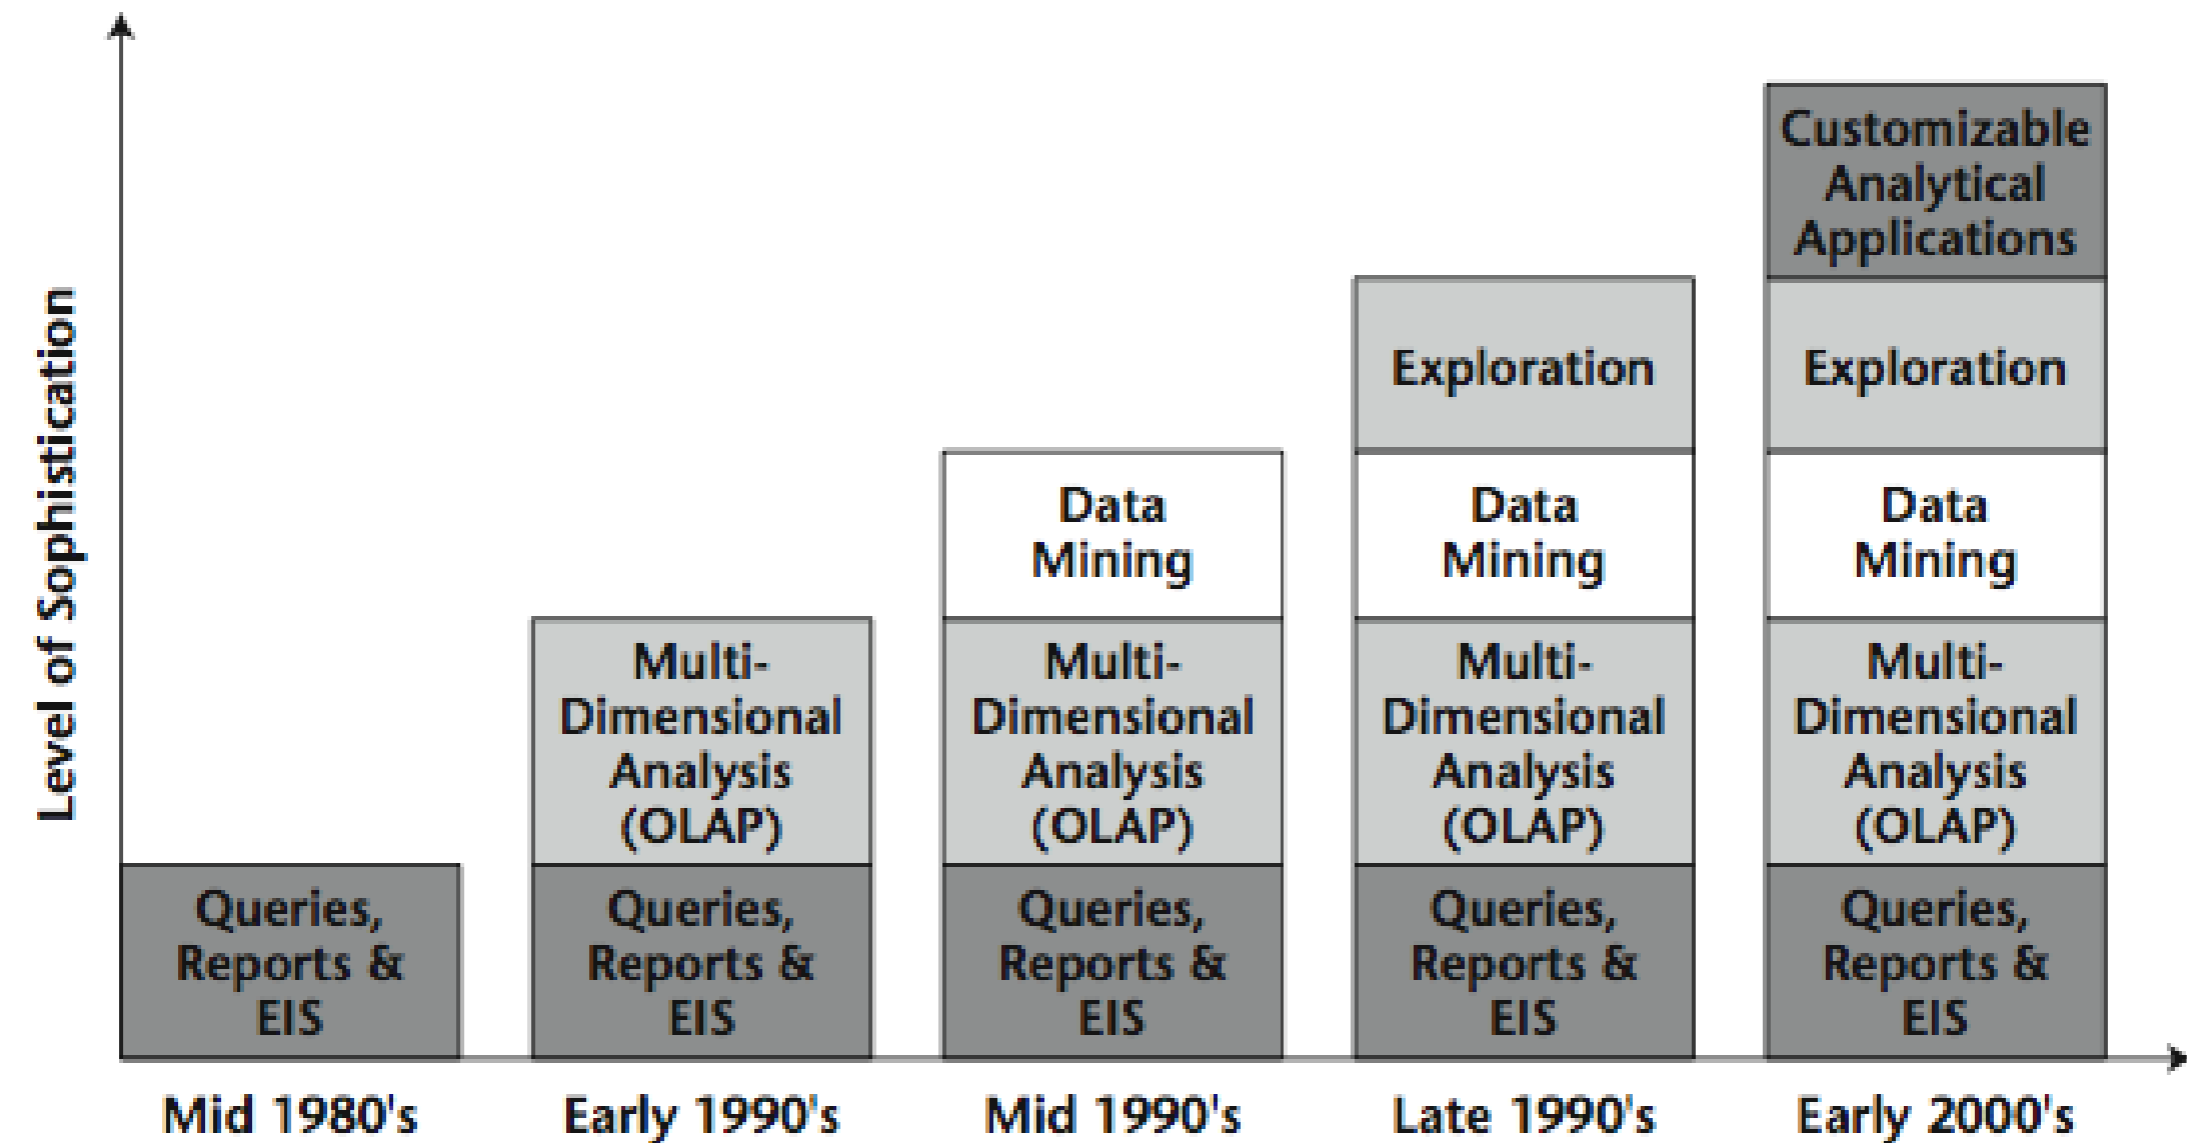 Level of Sophistication
Queries,
Reports &
EIS
Mid 1980's
Multi-
Dimensional
Analysis
(OLAP)
Queries,
Reports &
EIS
Early 1990's
Data
Mining
Multi-
Dimensional
Analysis
(OLAP)
Queries,
Reports &
EIS
Mid 1990's
Exploration
Data
Mining
Multi-
Dimensional
Analysis
(OLAP)
Queries,
Reports &
EIS
Late 1990's
Customizable
Analytical
Applications
Exploration
Data
Mining
Multi-
Dimensional
Analysis
(OLAP)
Queries,
Reports &
EIS
Early 2000's